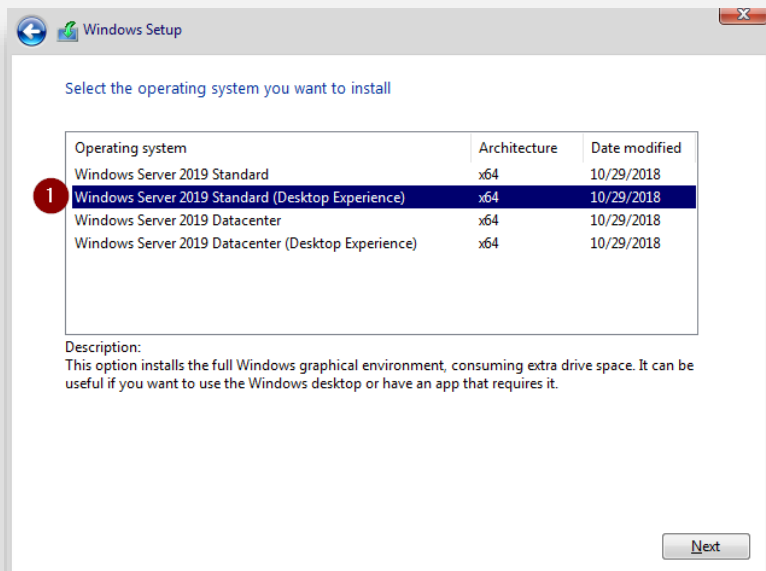 Windows Setup
Select the operating system you want to install
Operating system Architecture Date modified
Windows Server 2019 Standard x64 10/29/2018
1 Windows Server 2019 Standard (Desktop Experience) x64 10/29/2018
Windows Server 2019 Datacenter x64 10/29/2018
Windows Server 2019 Datacenter (Desktop Experience) x64 10/29/2018
Description:
This option installs the full Windows graphical environment, consuming extra drive space. It can be
useful if you want to use the Windows desktop or have an app that requires it.
Next